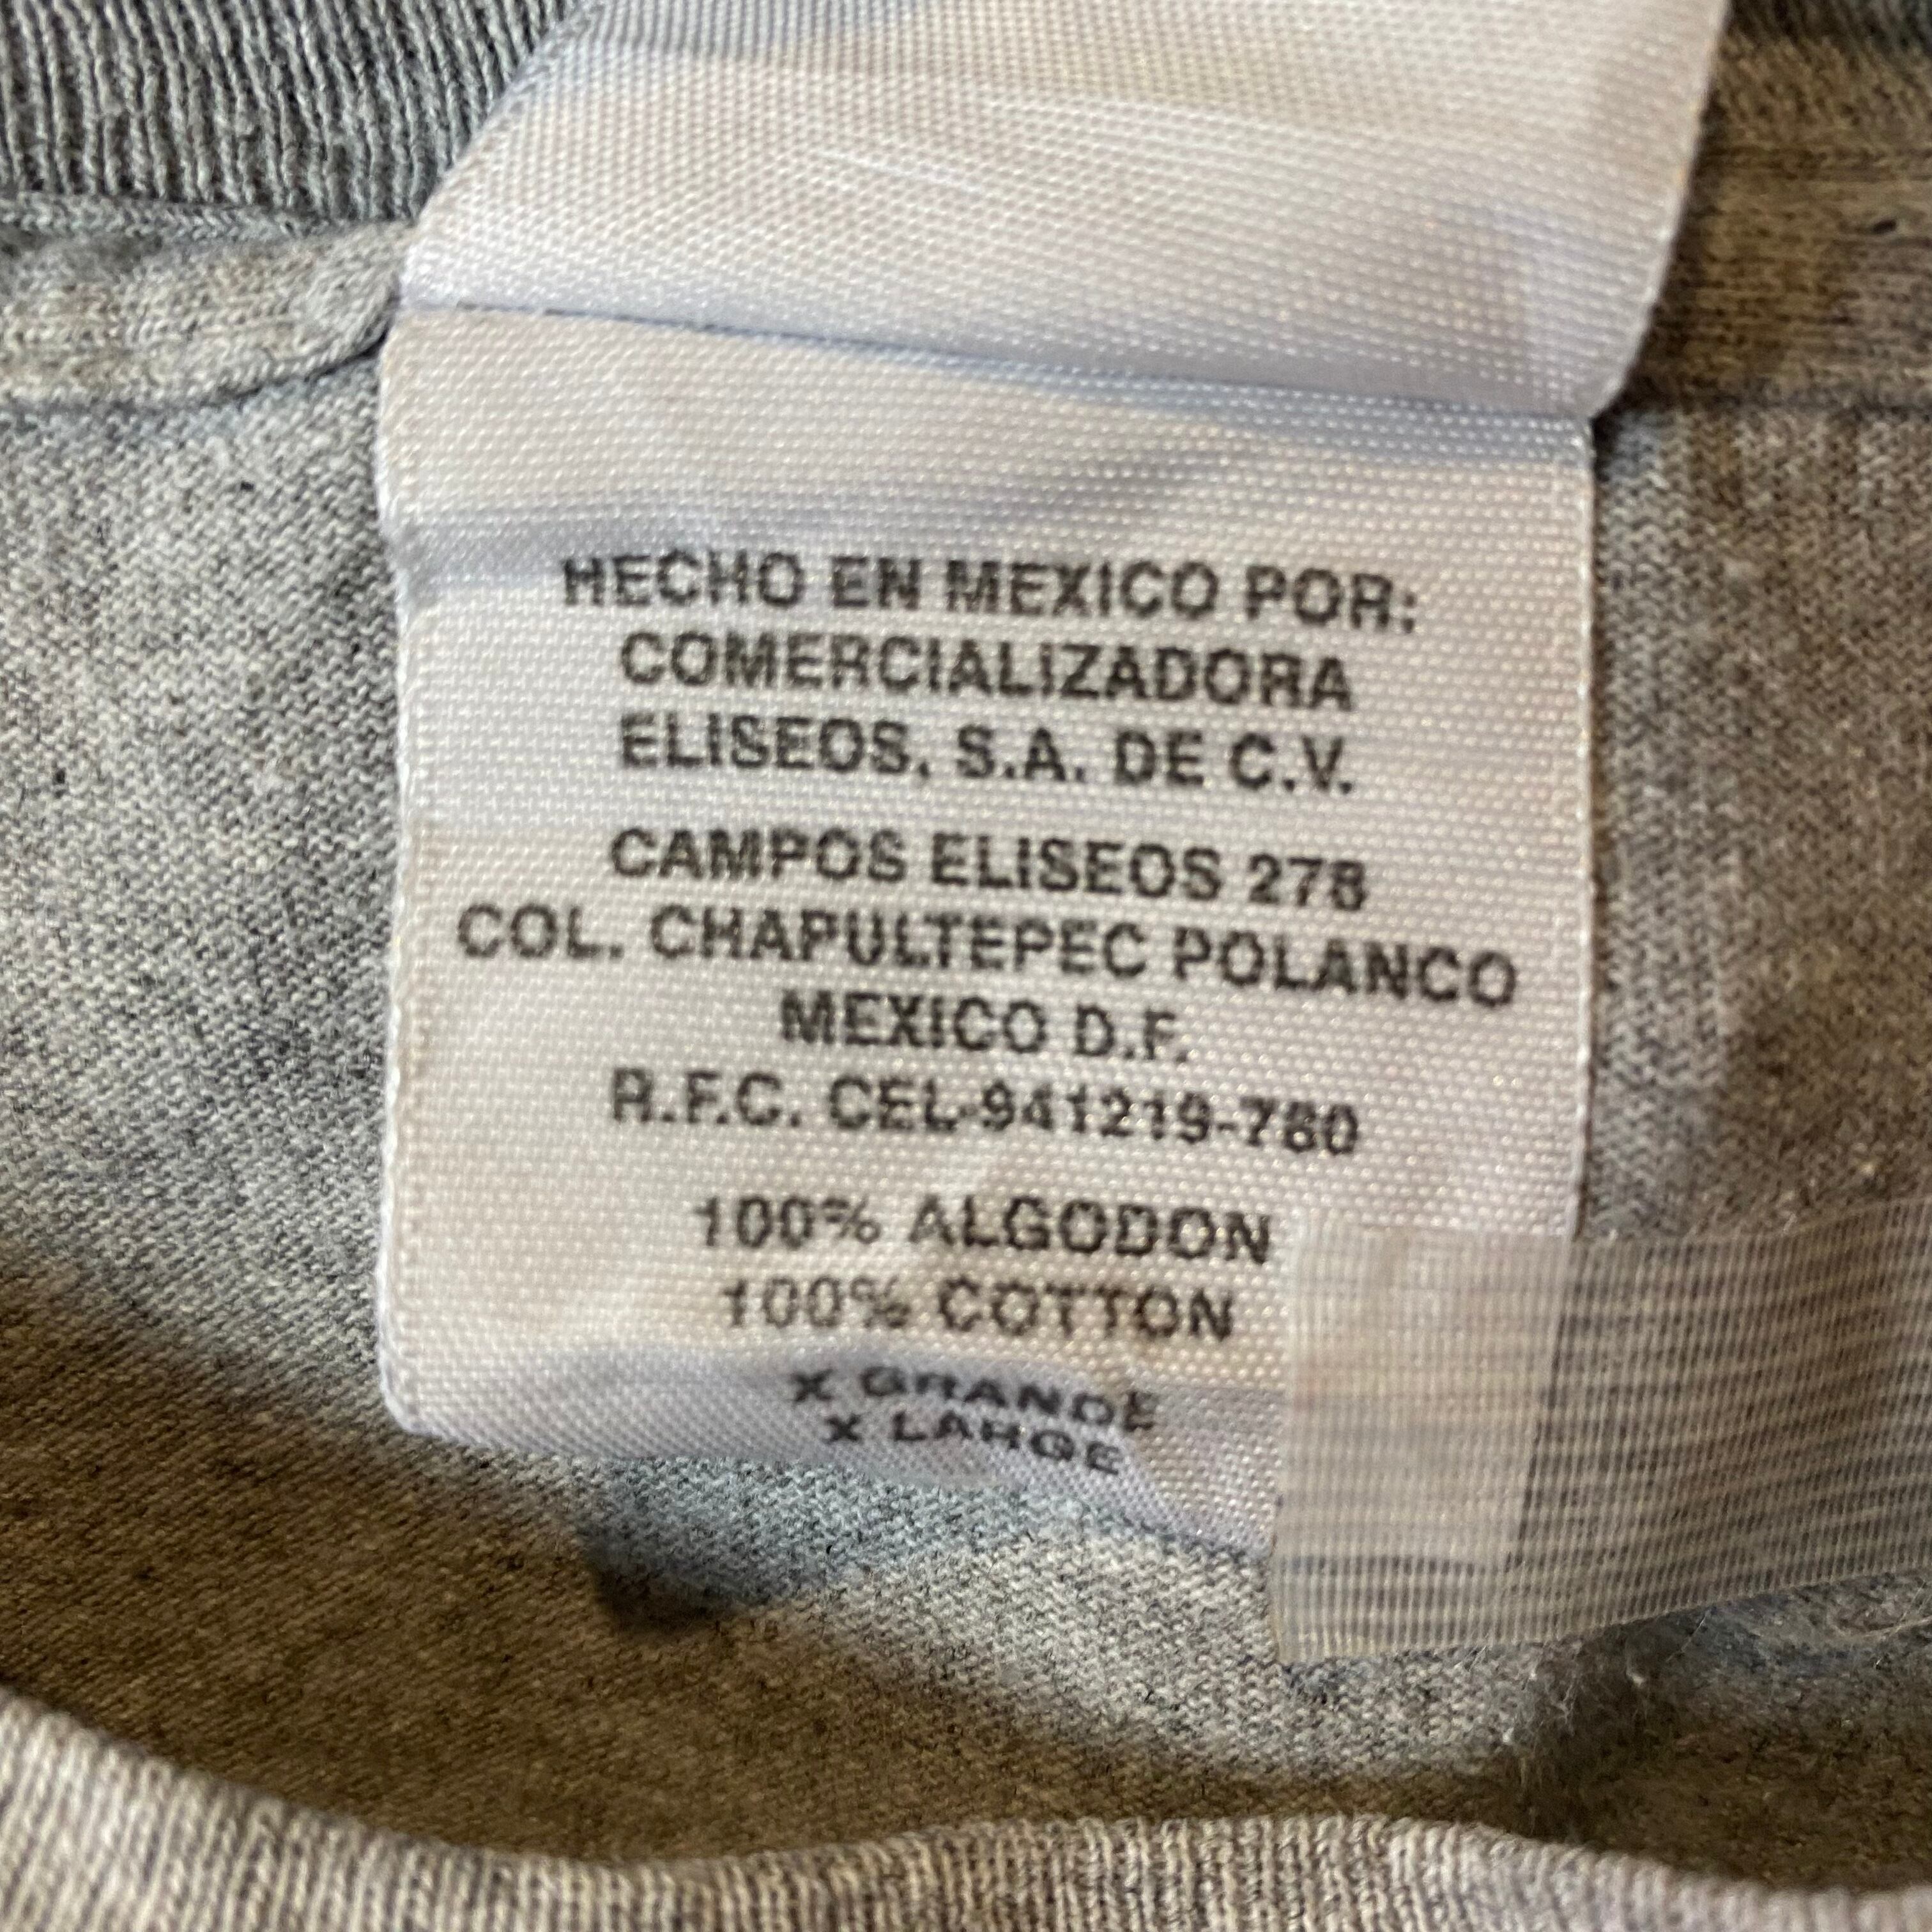 HECHO EN MEXICO POR:
COMERCIALIZADORA
ELISEOS, S.A. DE C.V.
CAMPOS ELISEOS 278
COL. CHAPULTEPEC POLANCO
MEXICO D.F.
R.F.C. CEL-941219-780
100% ALGODON
100% COTTON
X GRANDE
X LARGE